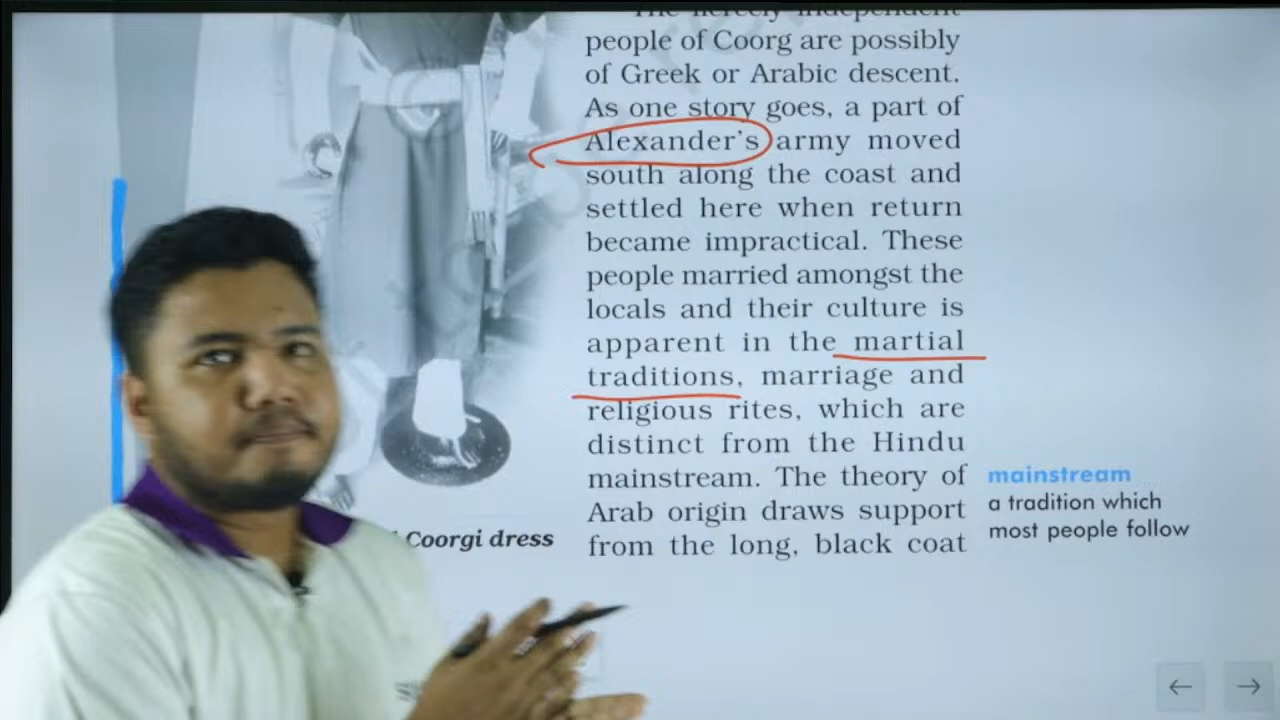 The fiercely independent
people of Coorg are possibly
of Greek or Arabic descent.
As one story goes, a part of
Alexander's army moved
south along the coast and
settled here when return
became impractical. These
people married amongst the
locals and their culture is
apparent in the martial
traditions, marriage and
religious rites, which are
distinct from the Hindu
mainstream. The theory of
Arab origin draws support
from the long, black coat
mainstream
a tradition which
most people follow
Coorgi dress